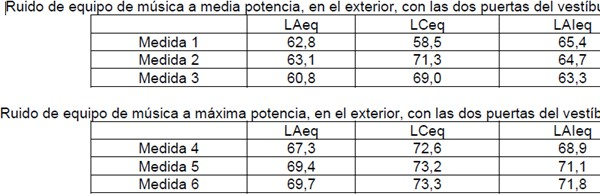 Ruido de equipo de música a media potencia, en el exterior, con las dos puertas del
LAeq LCeq LAIeq
Medida 1 62,8 58,5 65,4
Medida 2 63,1 71,3 64,7
Medida 3 60,8 69,0 63,3
Ruido de equipo de música a máxima potencia, en el exterior, con las dos puertas del
LAeq LCeq LAIeq
Medida 4 67,3 72,6 68,9
Medida 5 69,4 73,2 71,1
Medida 6 69,7 73,3 71,8